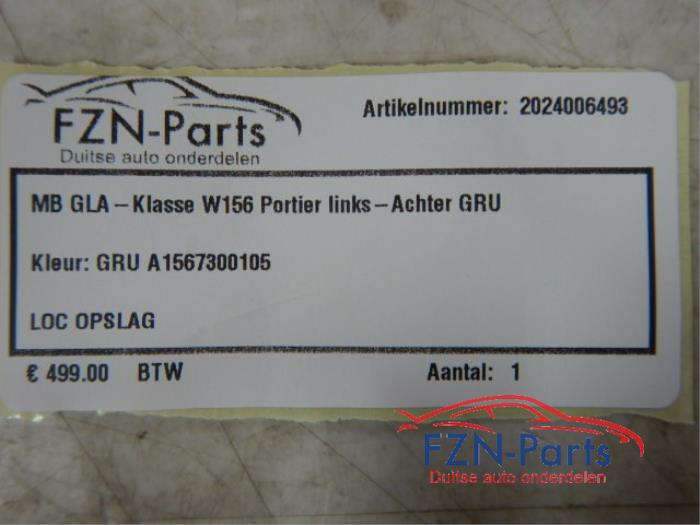 FZN-Parts
Duitse auto onderdelen
Artikelnummer: 2024006493
MB GLA - Klasse W156 Portier links - Achter GRU
Kleur: GRU A1567300105
LOC OPSLAG
€ 499.00 BTW Aantal: 1
FZN-Parts
Duitse auto onderdelen